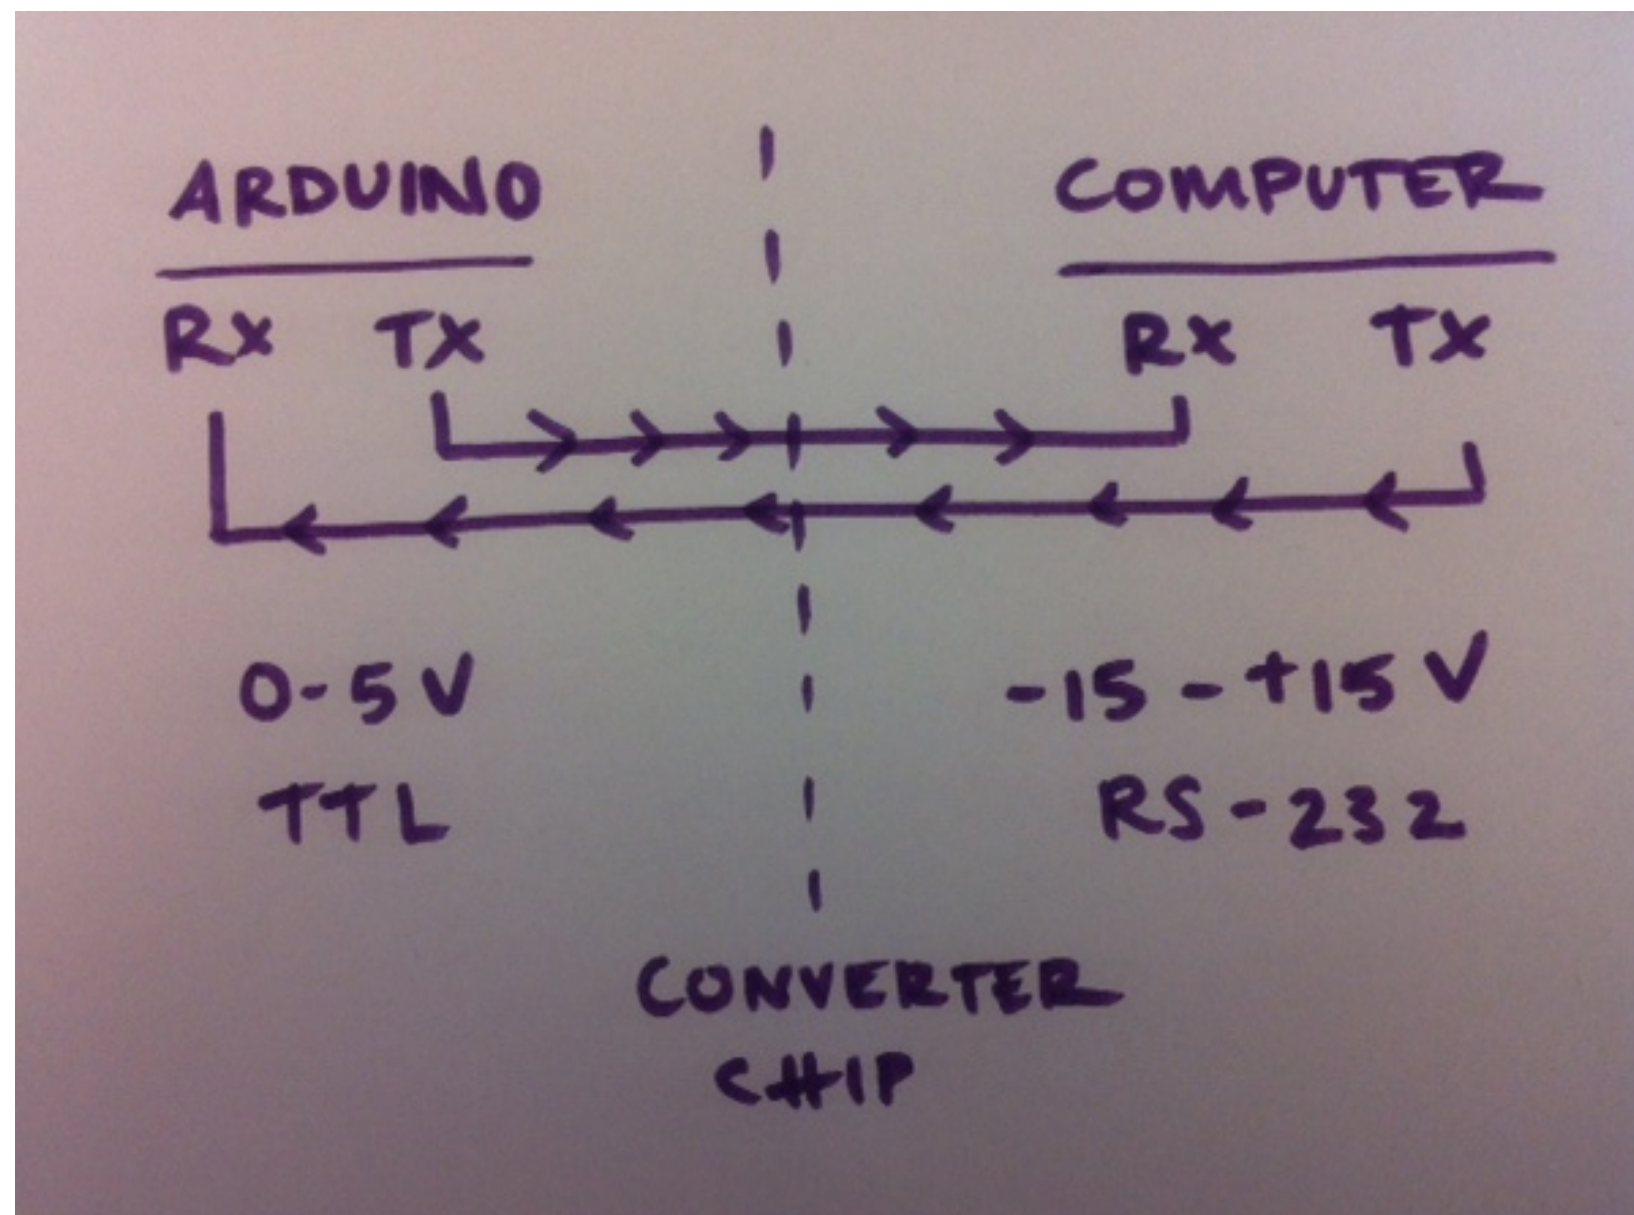 ARDUINO COMPUTER
RX TX RX TX
0-5V -15-+15V
TTL RS-232
CONVERTER
CHIP